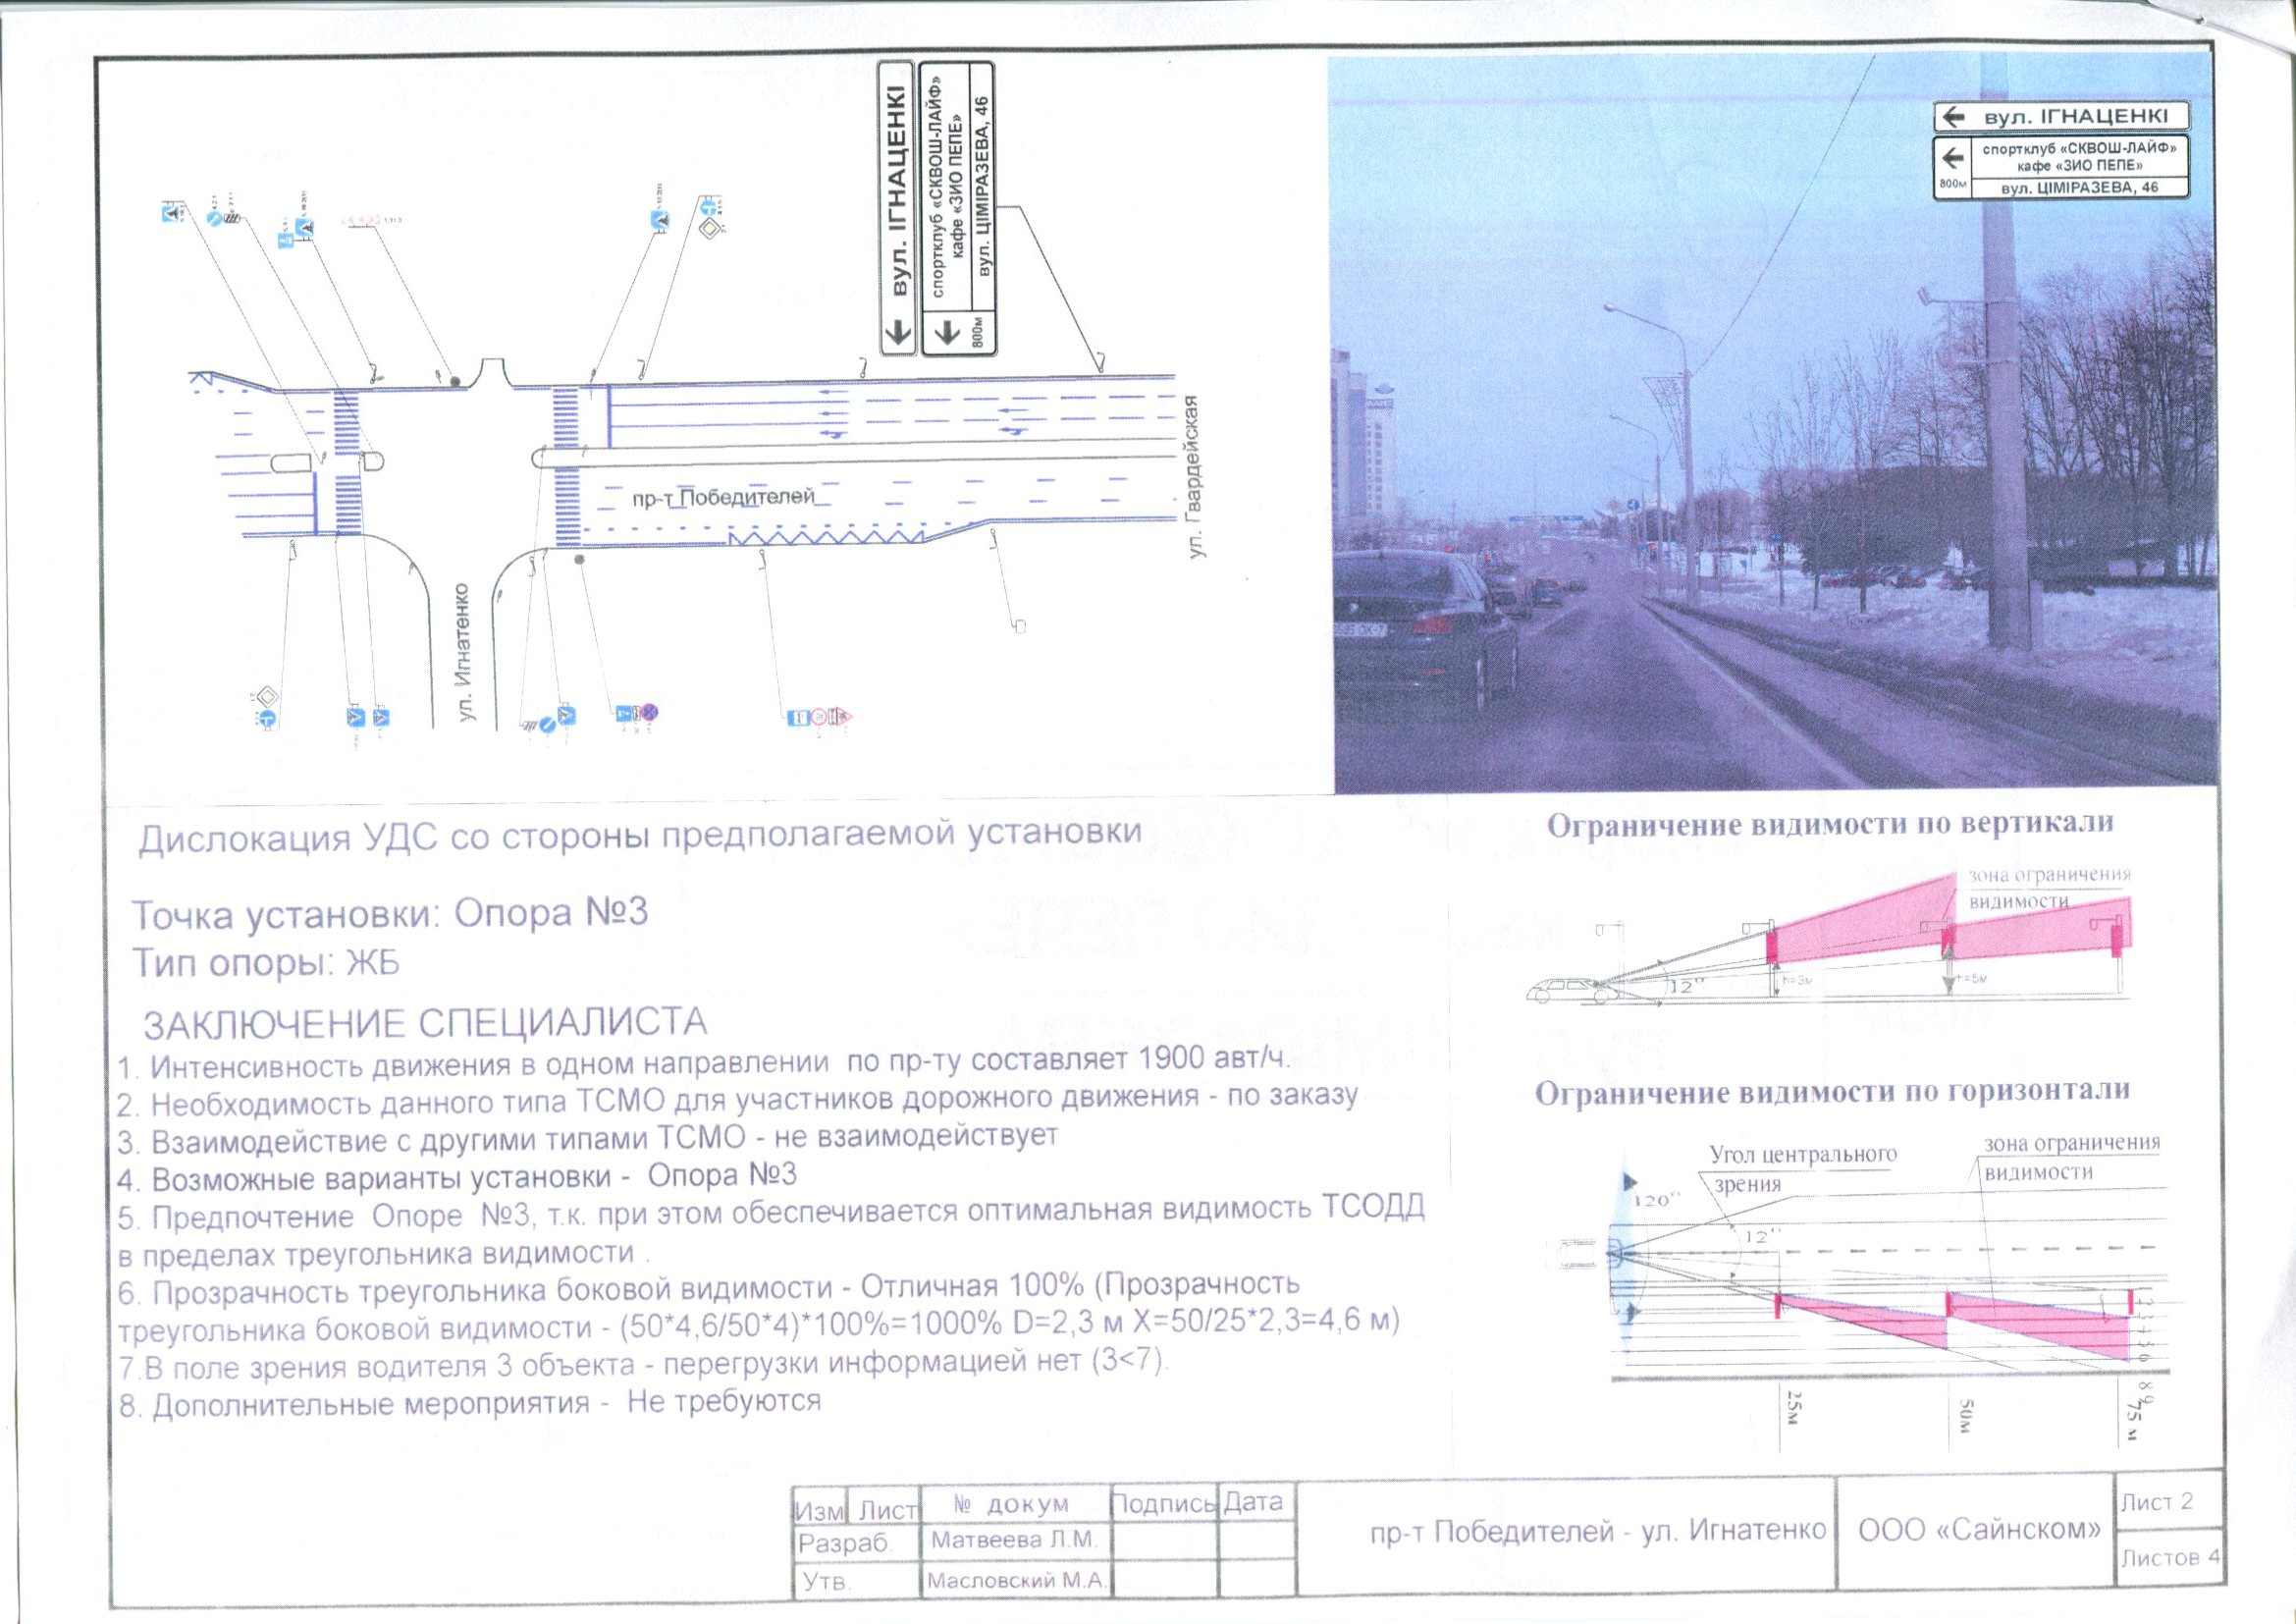 ← вул. ІГНАЦЕНКІ
← спортклуб «СКВОШ-ЛАЙФ»
кафе «ЗИО ПЕПЕ»
800м вул. ЦІМІРАЗЕВА, 46
пр-т Победителей
ул. Гвардейская
ул. Игнатенко
← вул. ІГНАЦЕНКІ
← спортклуб «СКВОШ-ЛАЙФ»
кафе «ЗИО ПЕПЕ»
800м вул. ЦІМІРАЗЕВА, 46
Дислокация УДС со стороны предполагаемой установки
Точка установки: Опора №3
Тип опоры: ЖБ
ЗАКЛЮЧЕНИЕ СПЕЦИАЛИСТА
1. Интенсивность движения в одном направлении по пр-ту составляет 1900 авт/ч.
2. Необходимость данного типа ТСМО для участников дорожного движения - по заказу
3. Взаимодействие с другими типами ТСМО - не взаимодействует
4. Возможные варианты установки - Опора №3
5. Предпочтение Опоре №3, т.к. при этом обеспечивается оптимальная видимость ТСОДД
в пределах треугольника видимости .
6. Прозрачность треугольника боковой видимости - Отличная 100% (Прозрачность
треугольника боковой видимости - (50*4,6/50*4)*100%=1000% D=2,3 м X=50/25*2,3=4,6 м)
7.В поле зрения водителя 3 объекта - перегрузки информацией нет (3<7).
8. Дополнительные мероприятия - Не требуются
Ограничение видимости по вертикали
зона ограничения
видимости
12°
h=3м
h=5м
Ограничение видимости по горизонтали
Угол центрального
зрения
зона ограничения
видимости
120°
12°
25м
50м
75 м
Изм Лист № докум Подпись Дата
Разраб. Матвеева Л.М.
Утв. Масловский М.А.
пр-т Победителей - ул. Игнатенко
ООО «Сайнском»
Лист 2
Листов 4